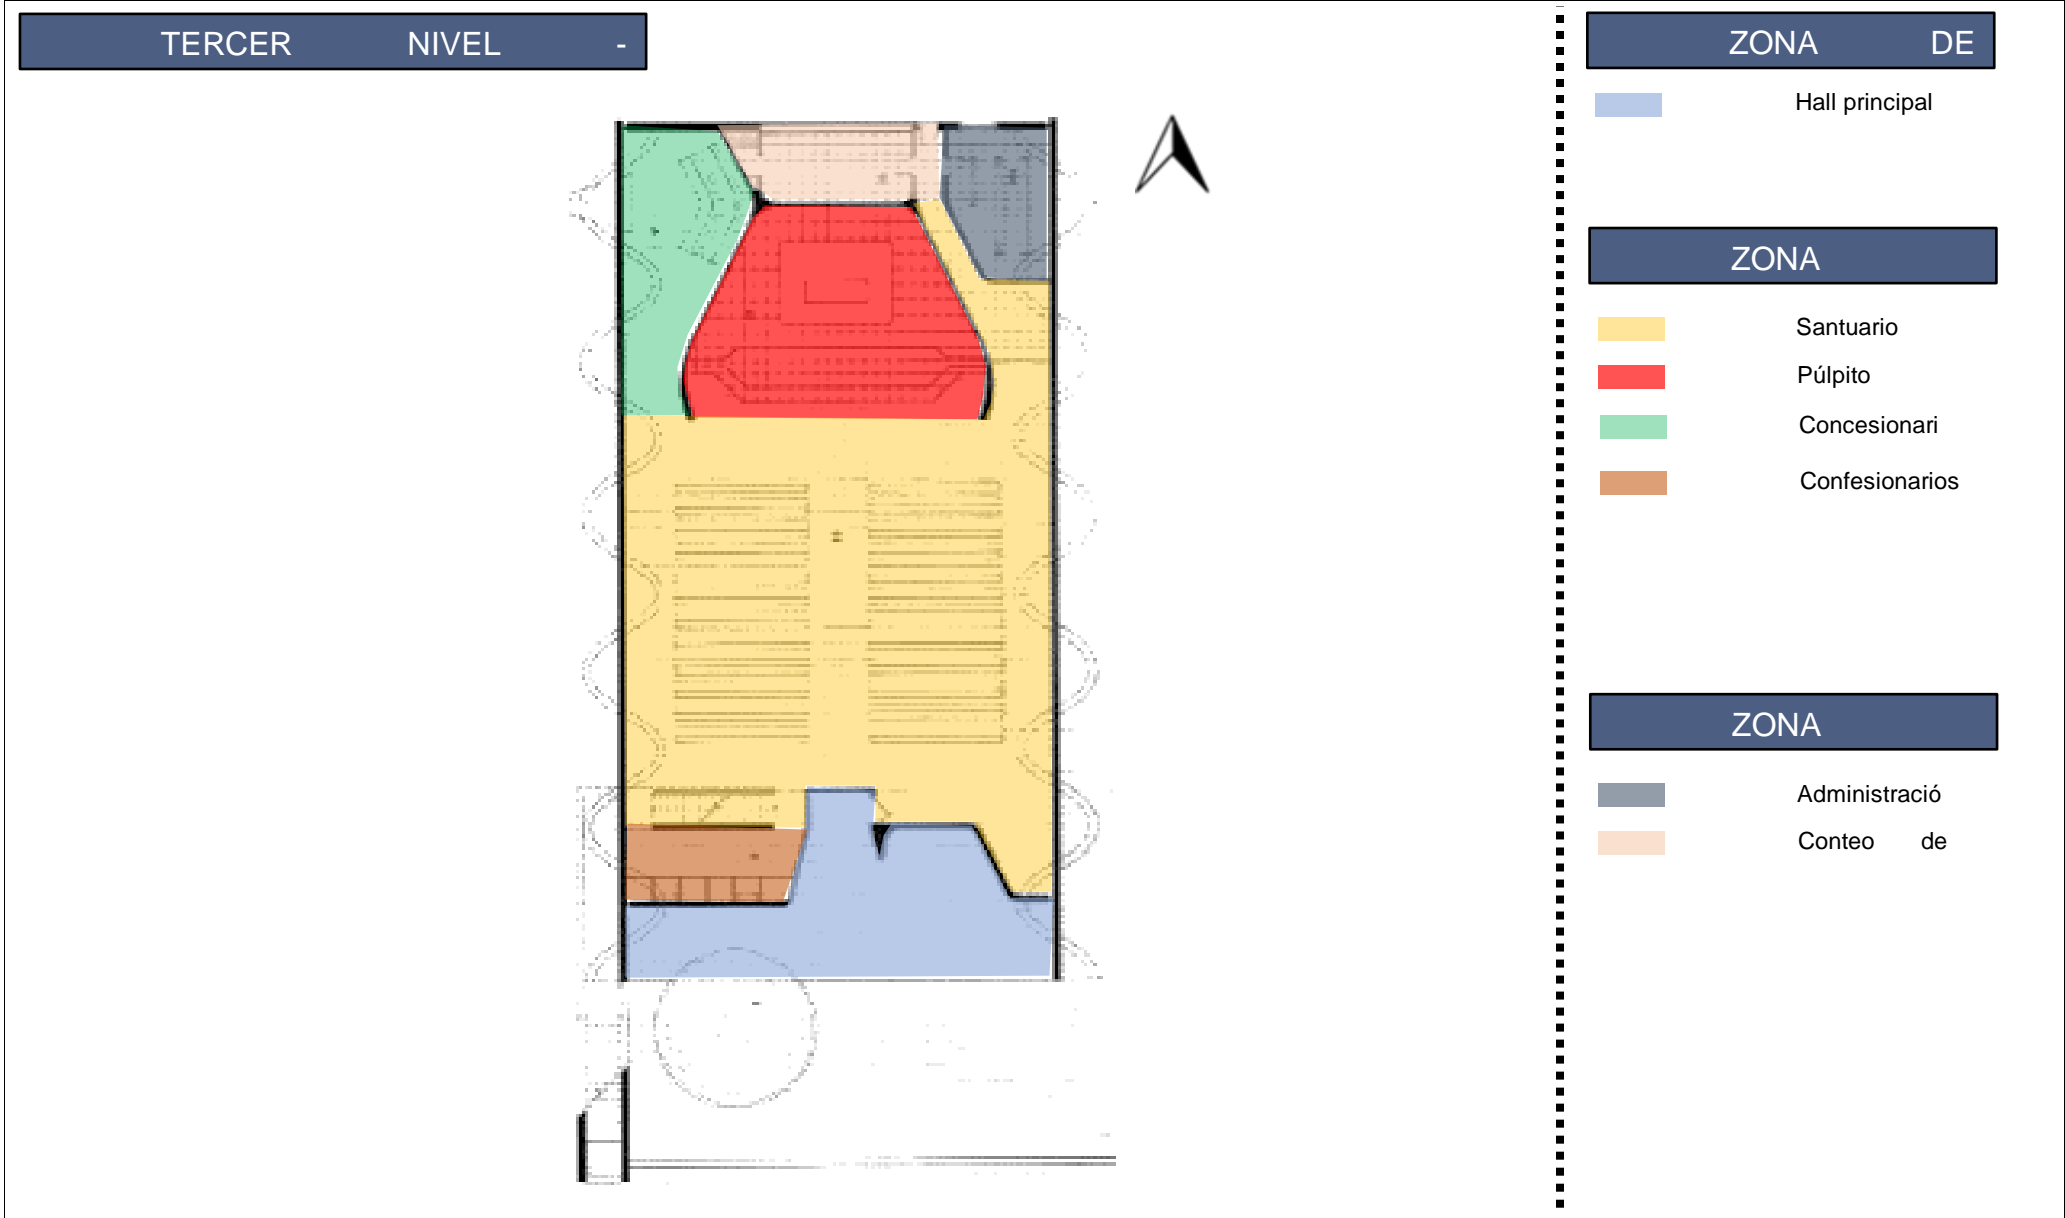 TERCER NIVEL -
ZONA DE
Hall principal
ZONA
Santuario
Púlpito
Concesionari
Confesionarios
ZONA
Administració
Conteo de